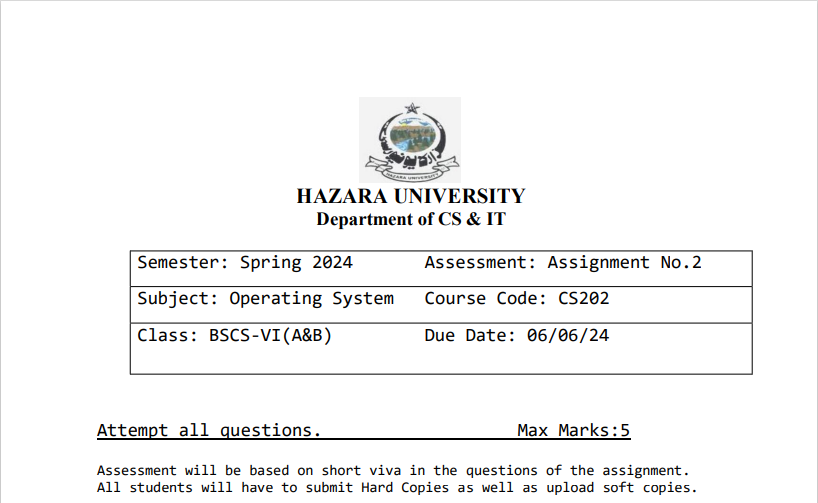 HAZARA UNIVERSITY
HAZARA UNIVERSITY
Department of CS & IT
Semester: Spring 2024 Assessment: Assignment No.2
Subject: Operating System Course Code: CS202
Class: BSCS-VI(A&B) Due Date: 06/06/24
Attempt all questions. Max Marks:5
Assessment will be based on short viva in the questions of the assignment.
All students will have to submit Hard Copies as well as upload soft copies.